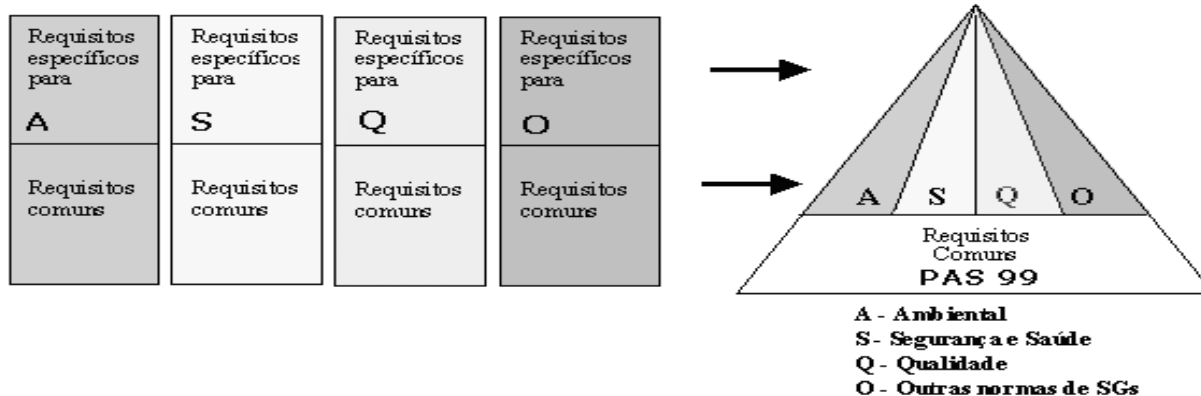 Requisitos
específicos
para
A
Requisitos
comuns
Requisitos
específicos
para
S
Requisitos
comuns
Requisitos
específicos
para
Q
Requisitos
comuns
Requisitos
específicos
para
O
Requisitos
comuns
A S Q O
Requisitos
Comuns
PAS 99
A - Ambiental
S - Segurança e Saúde
Q - Qualidade
O - Outras normas de SGs